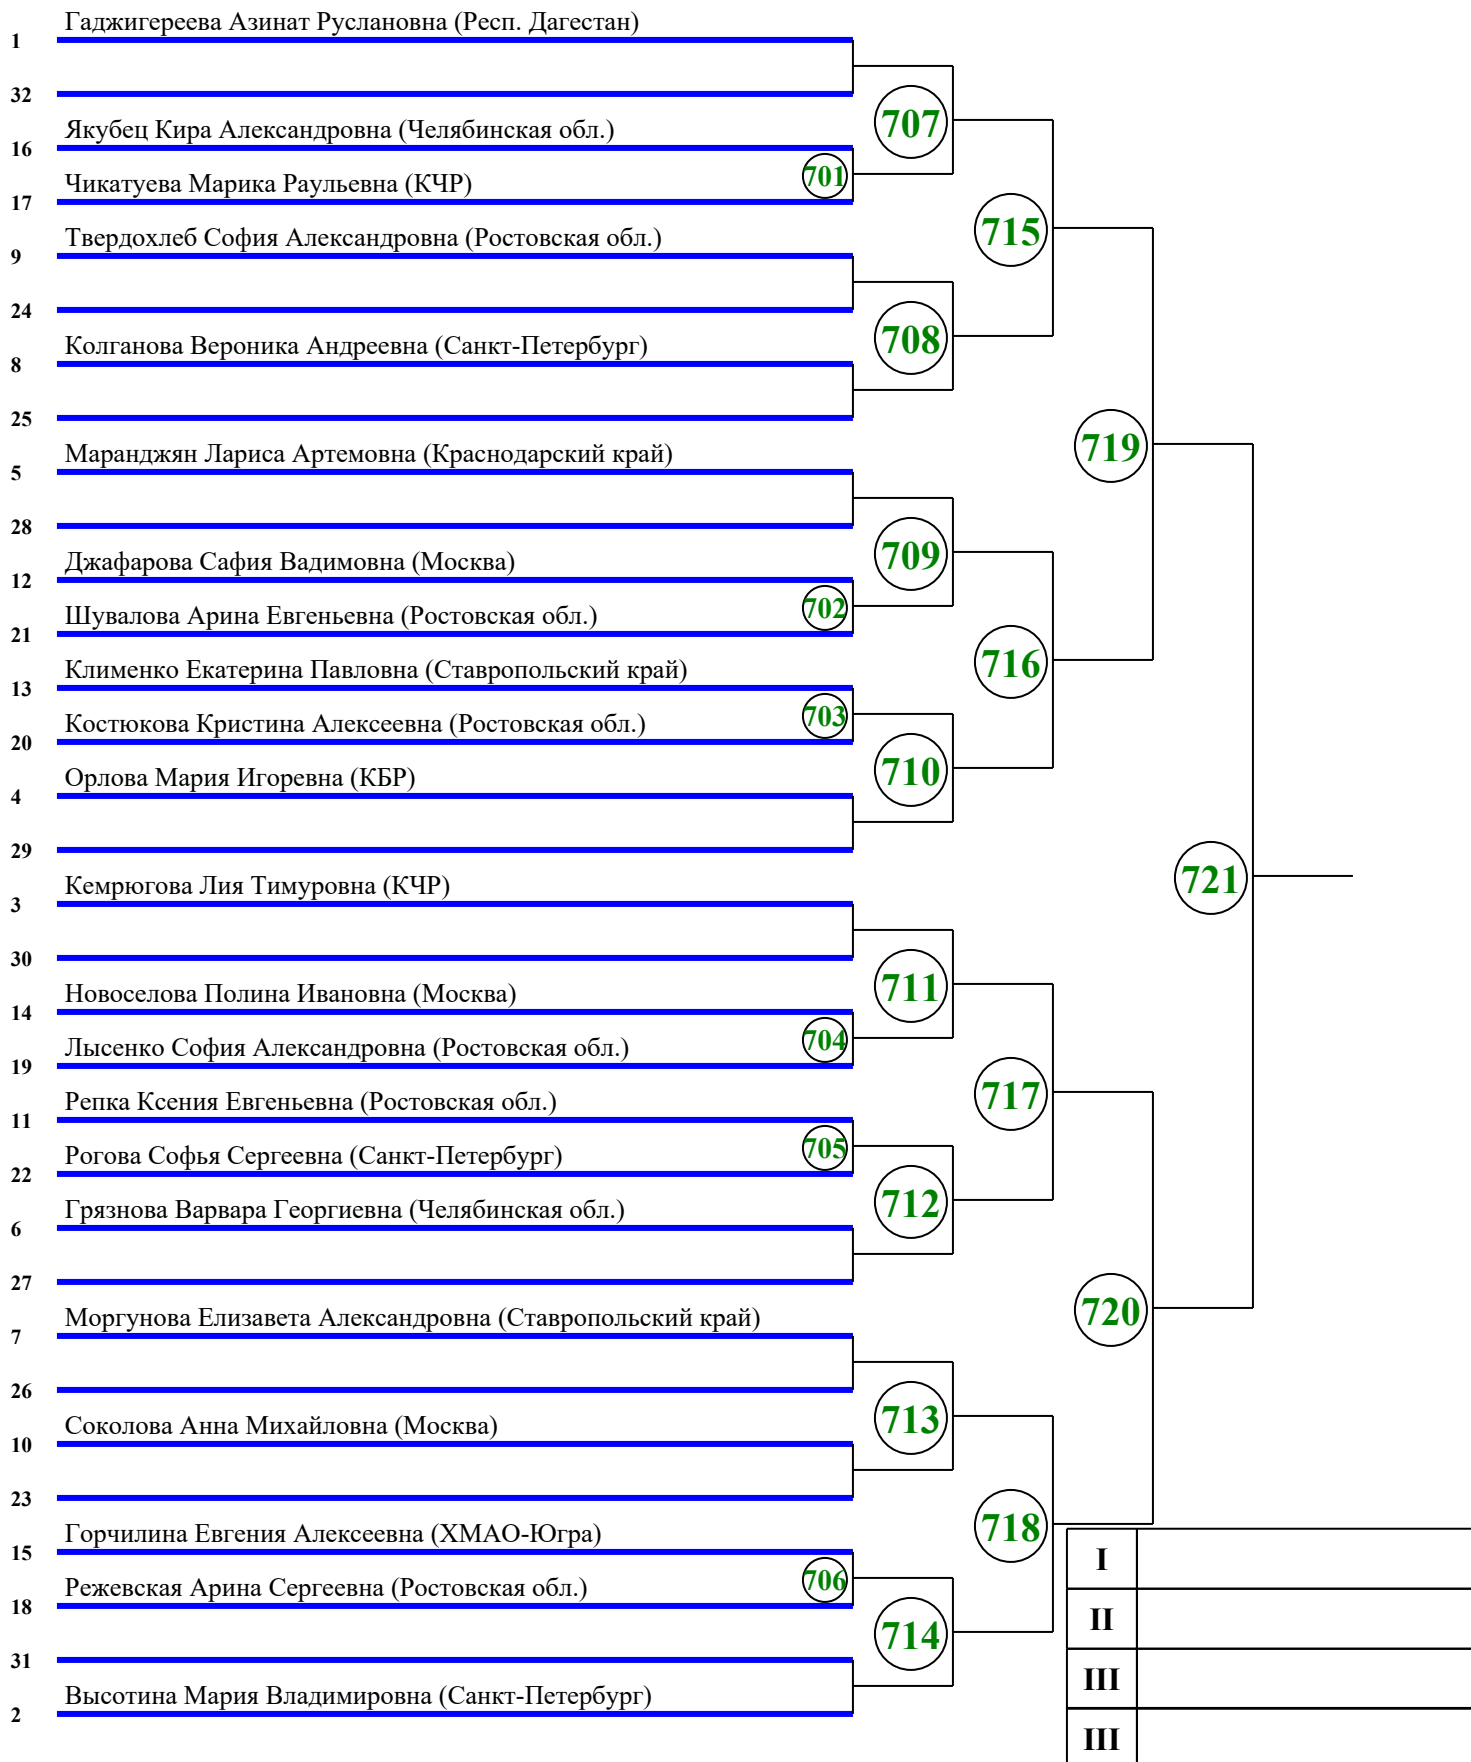 Гаджигереева Азинат Руслановна (Респ. Дагестан)
1
32
707
Якубец Кира Александровна (Челябинская обл.)
16
701
Чикатуева Марика Раульевна (КЧР)
17
715
Твердохлеб София Александровна (Ростовская обл.)
9
24
708
Колганова Вероника Андреевна (Санкт-Петербург)
8
25
719
Маранджян Лариса Артемовна (Краснодарский край)
5
28
709
Джафарова Сафия Вадимовна (Москва)
12
702
Шувалова Арина Евгеньевна (Ростовская обл.)
21
716
Клименко Екатерина Павловна (Ставропольский край)
13
703
Костюкова Кристина Алексеевна (Ростовская обл.)
20
710
Орлова Мария Игоревна (КБР)
4
29
721
Кемрюгова Лия Тимуровна (КЧР)
3
30
711
Новоселова Полина Ивановна (Москва)
14
704
Лысенко София Александровна (Ростовская обл.)
19
717
Репка Ксения Евгеньевна (Ростовская обл.)
11
705
Рогова Софья Сергеевна (Санкт-Петербург)
22
712
Грязнова Варвара Георгиевна (Челябинская обл.)
6
27
720
Моргунова Елизавета Александровна (Ставропольский край)
7
26
713
Соколова Анна Михайловна (Москва)
10
23
718
Горчилина Евгения Алексеевна (ХМАО-Югра)
15
I
706
Режевская Арина Сергеевна (Ростовская обл.)
18
II
714
31
III
Высотина Мария Владимировна (Санкт-Петербург)
2
III